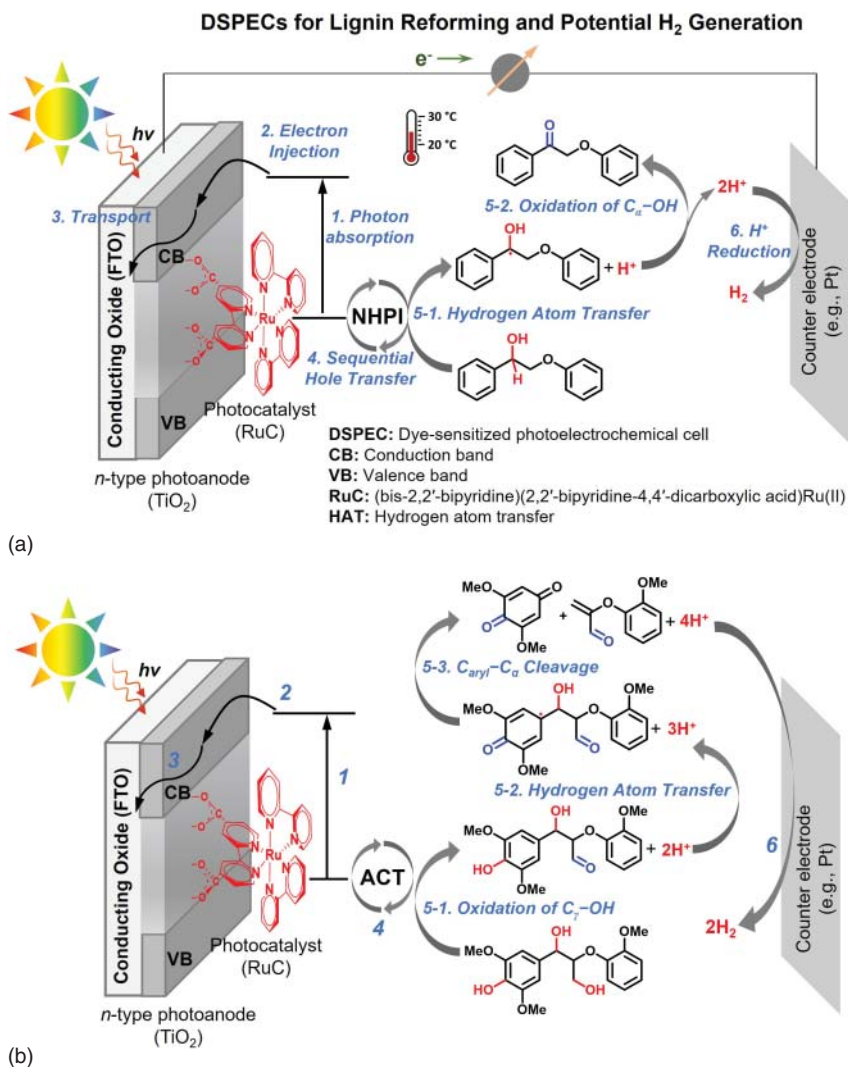 DSPECs for Lignin Reforming and Potential H₂ Generation
e⁻
hν
2. Electron
Injection
30 °C
20 °C
O
O
5-2. Oxidation of Cα–OH
2H⁺
3. Transport
1. Photon
absorption
6. H⁺
Reduction
OH
O
+ H⁺
H₂
CB
Ru
N
NHPI
5-1. Hydrogen Atom Transfer
4. Sequential
Hole Transfer
OH
O
H
Conducting Oxide (FTO)
Counter electrode
(e.g., Pt)
VB
Photocatalyst
(RuC)
n-type photoanode
(TiO₂)
DSPEC: Dye-sensitized photoelectrochemical cell
CB: Conduction band
VB: Valence band
RuC: (bis-2,2′-bipyridine)(2,2′-bipyridine-4,4′-dicarboxylic acid)Ru(II)
HAT: Hydrogen atom transfer
(a)
hν
MeO
O
O
OMe
+
O
O
OMe
+ 4H⁺
5-3. Caryl–Cα Cleavage
2
3
1
MeO
O
OMe
OH
O
O
OMe
+ 3H⁺
5-2. Hydrogen Atom Transfer
CB
Ru
N
MeO
HO
OMe
OH
O
O
OMe
+ 2H⁺
6
ACT
4
5-1. Oxidation of Cγ–OH
2H₂
MeO
HO
OMe
OH
O
OH
OMe
Conducting Oxide (FTO)
Counter electrode
(e.g., Pt)
VB
Photocatalyst
(RuC)
n-type photoanode
(TiO₂)
(b)